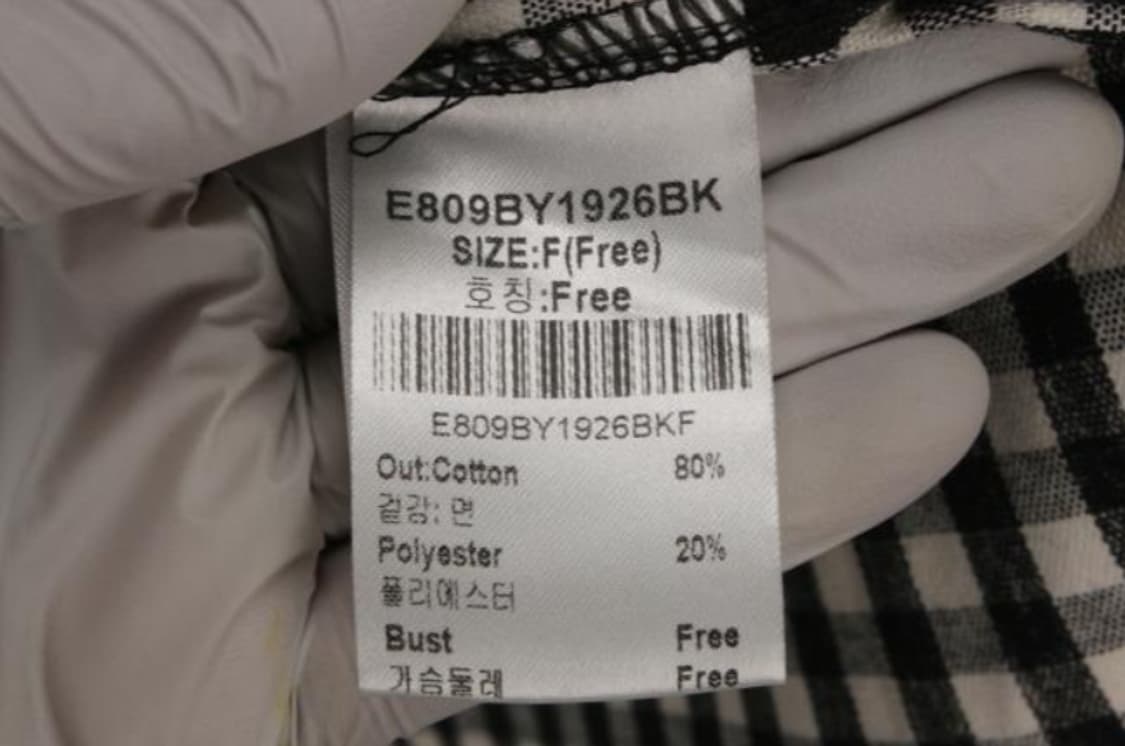 E809BY1926BK
SIZE:F(Free)
호칭:Free
E809BY1926BKF
Out:Cotton 80%
겉감: 면
Polyester 20%
폴리에스터
Bust Free
가슴둘레 Free